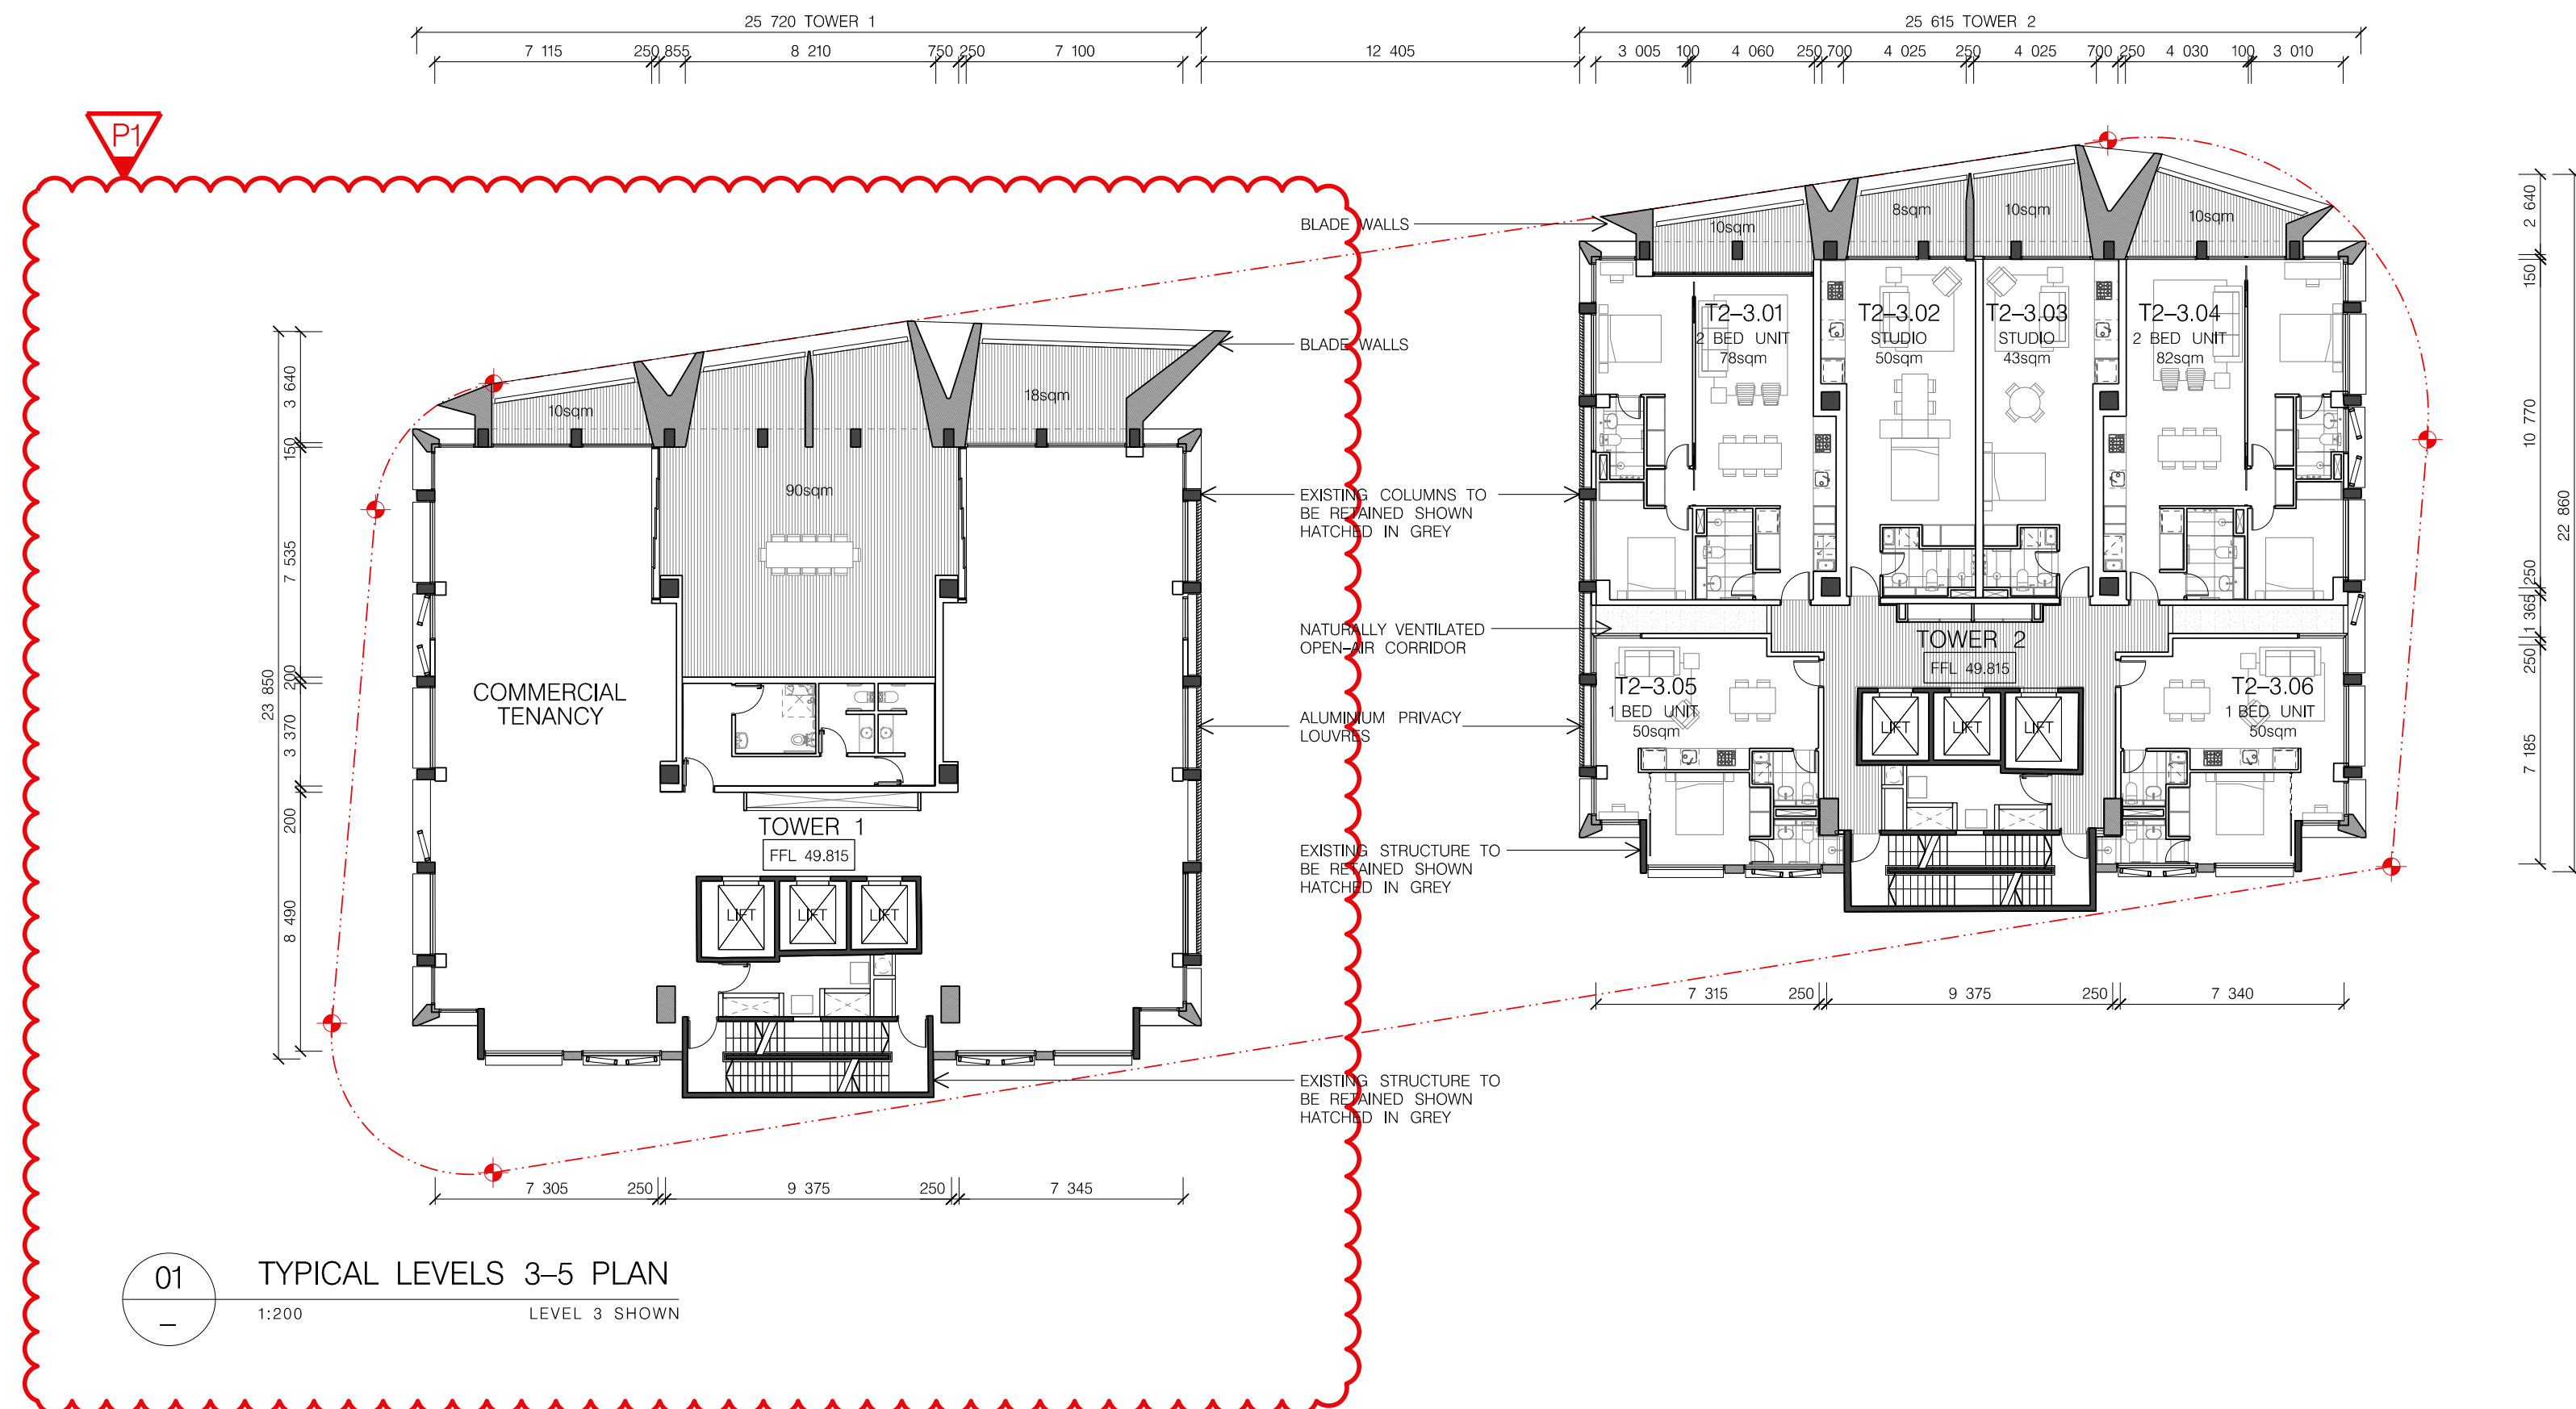 25 720 TOWER 1
25 615 TOWER 2
7 115
250
855
8 210
750
250
7 100
12 405
3 005
100
4 060
250
700
4 025
250
4 025
700
250
4 030
100
3 010
P1
BLADE WALLS
BLADE WALLS
EXISTING COLUMNS TO
BE RETAINED SHOWN
HATCHED IN GREY
NATURALLY VENTILATED
OPEN-AIR CORRIDOR
ALUMINIUM PRIVACY
LOUVRES
EXISTING STRUCTURE TO
BE RETAINED SHOWN
HATCHED IN GREY
EXISTING STRUCTURE TO
BE RETAINED SHOWN
HATCHED IN GREY
23 850
3 640
150
7 535
200
3 370
200
8 490
10sqm
18sqm
90sqm
COMMERCIAL
TENANCY
TOWER 1
FFL 49.815
LIFT
LIFT
LIFT
7 305
250
9 375
250
7 345
10sqm
8sqm
10sqm
10sqm
T2-3.01
2 BED UNIT
78sqm
T2-3.02
STUDIO
50sqm
T2-3.03
STUDIO
43sqm
T2-3.04
2 BED UNIT
82sqm
TOWER 2
FFL 49.815
T2-3.05
1 BED UNIT
50sqm
T2-3.06
1 BED UNIT
50sqm
LIFT
LIFT
LIFT
2 640
150
10 770
250
1 365
250
7 185
22 860
7 315
250
9 375
250
7 340
01
–
TYPICAL LEVELS 3-5 PLAN
1:200
LEVEL 3 SHOWN